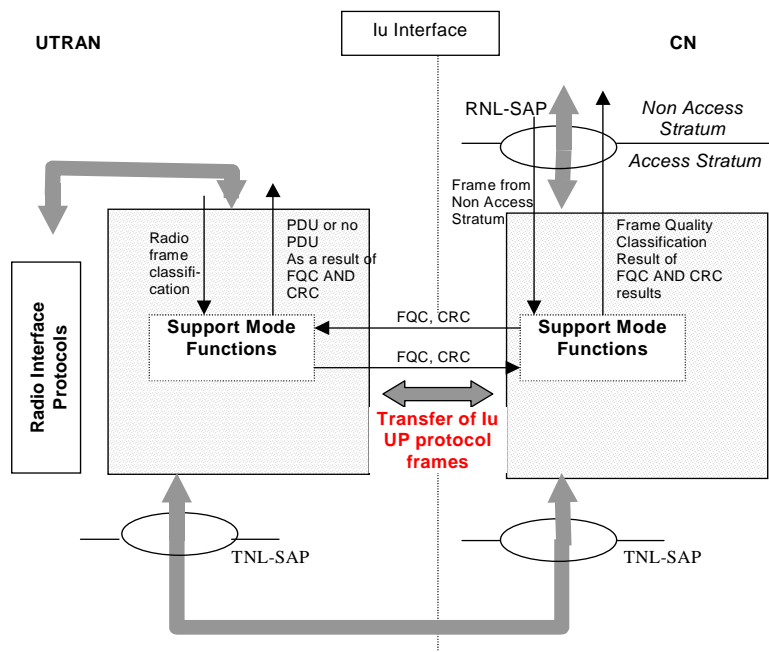 Iu Interface
UTRAN
CN
RNL-SAP
Non Access
Stratum
Access Stratum
Frame from
Non Access
Stratum
Radio
frame
classifi-
cation
PDU or no
PDU
As a result of
FQC AND
CRC
Frame Quality
Classification
Result of
FQC AND CRC
results
Radio Interface
Protocols
Support Mode
Functions
FQC, CRC
FQC, CRC
Support Mode
Functions
Transfer of Iu
UP protocol
frames
TNL-SAP
TNL-SAP